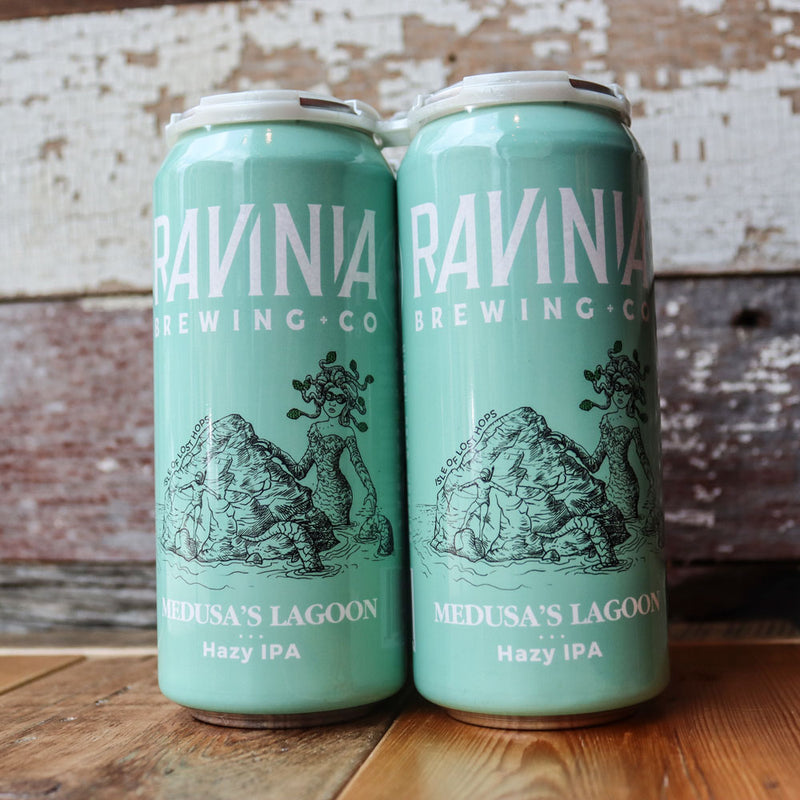 RAVINIA
BREWING + CO
ISLE OF LOST HOPS
MEDUSA'S LAGOON
Hazy IPA
RAVINIA
BREWING + CO
ISLE OF LOST HOPS
MEDUSA'S LAGOON
Hazy IPA